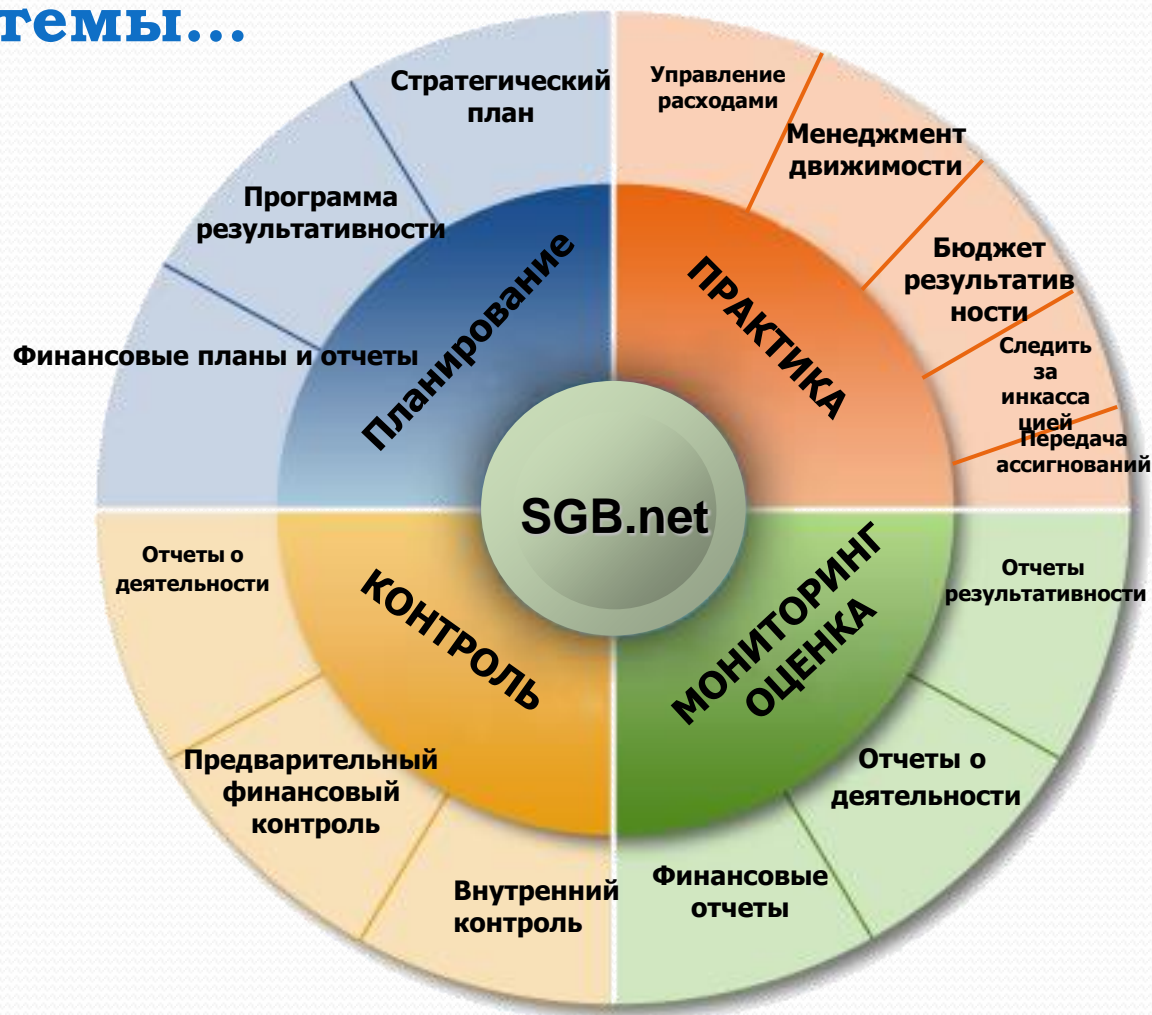 темы...
Стратегический
план
Программа
результативности
Финансовые планы и отчеты
Планирование
Управление
расходами
Менеджмент
движимости
Бюджет
результатив
ности
Следить
за
инкасса
цией
Передача
ассигнований
ПРАКТИКА
SGB.net
Отчеты о
деятельности
Предварительный
финансовый
контроль
Внутренний
контроль
КОНТРОЛЬ
МОНИТОРИНГ
ОЦЕНКА
Отчеты
результативности
Отчеты о
деятельности
Финансовые
отчеты